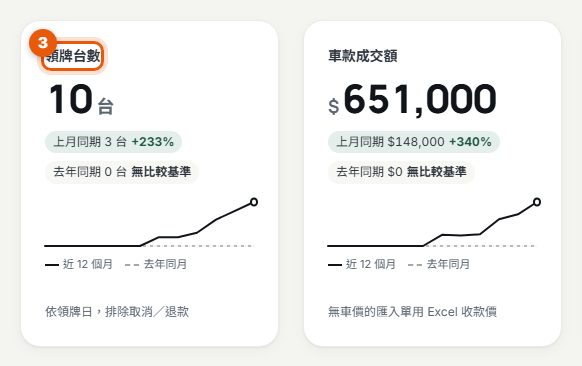 3
領牌台數
10 台
上月同期 3 台 +233%
去年同期 0 台 無比較基準
近 12 個月 去年同月
依領牌日，排除取消／退款
車款成交額
$ 651,000
上月同期 $148,000 +340%
去年同期 $0 無比較基準
近 12 個月 去年同月
無車價的匯入單用 Excel 收款價